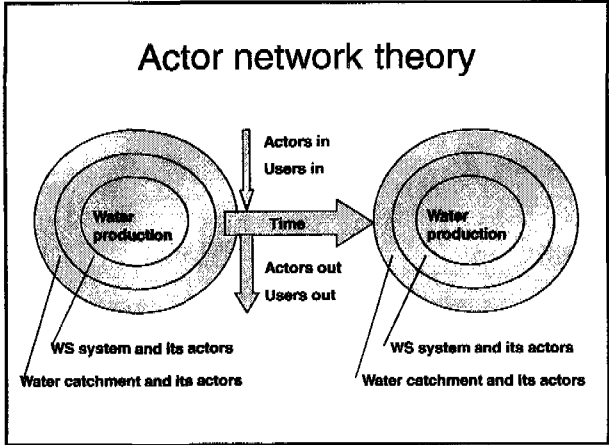 Actor network theory
Actors in
Users in
Water
production
Time
Water
production
Actors out
Users out
WS system and its actors
Water catchment and its actors
WS system and its actors
Water catchment and its actors